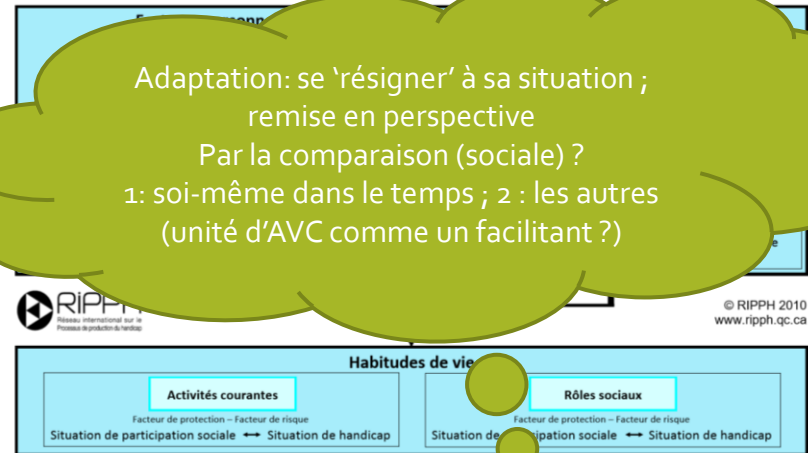 Adaptation: se ‘résigner’ à sa situation ;
remise en perspective
Par la comparaison (sociale) ?
1: soi-même dans le temps ; 2 : les autres
(unité d’AVC comme un facilitant ?)
RIPPH
Réseau international sur le
Processus de production du handicap
© RIPPH 2010
www.ripph.qc.ca
Habitudes de vie
Activités courantes
Facteur de protection – Facteur de risque
Situation de participation sociale ↔ Situation de handicap
Rôles sociaux
Facteur de protection – Facteur de risque
Situation de participation sociale ↔ Situation de handicap